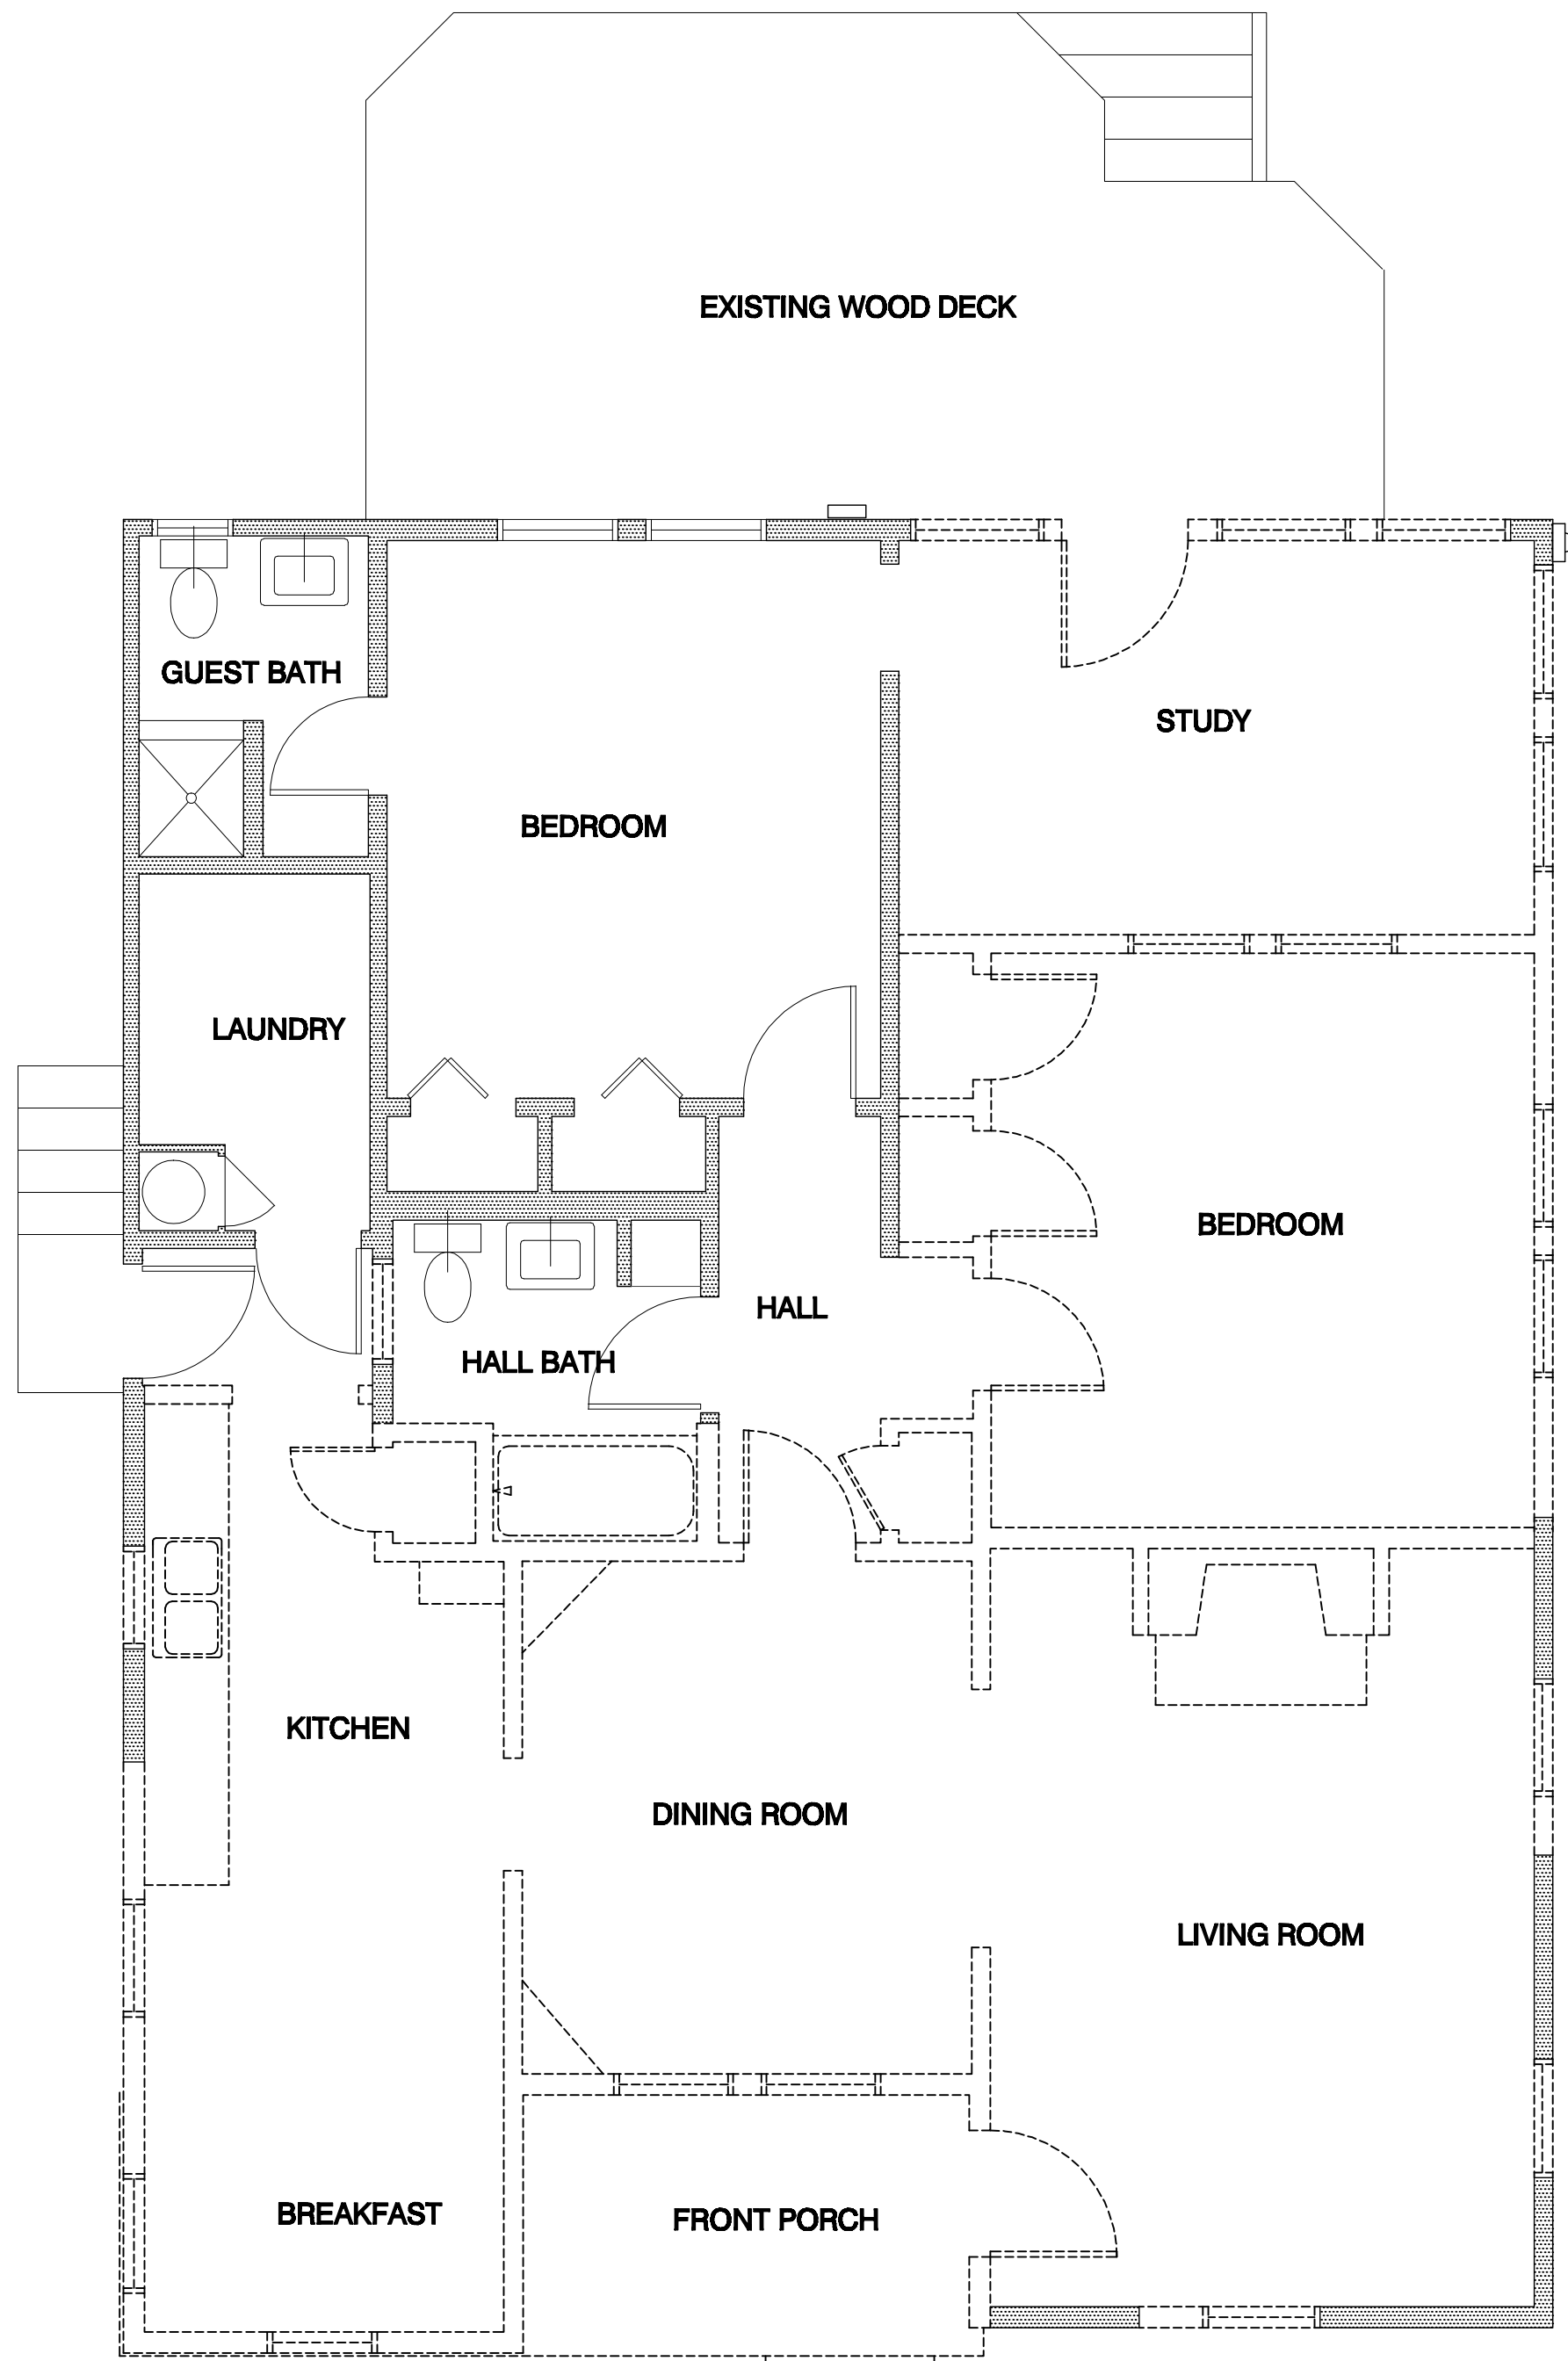 EXISTING WOOD DECK
GUEST BATH
STUDY
BEDROOM
LAUNDRY
BEDROOM
HALL
HALL BATH
KITCHEN
DINING ROOM
LIVING ROOM
BREAKFAST
FRONT PORCH